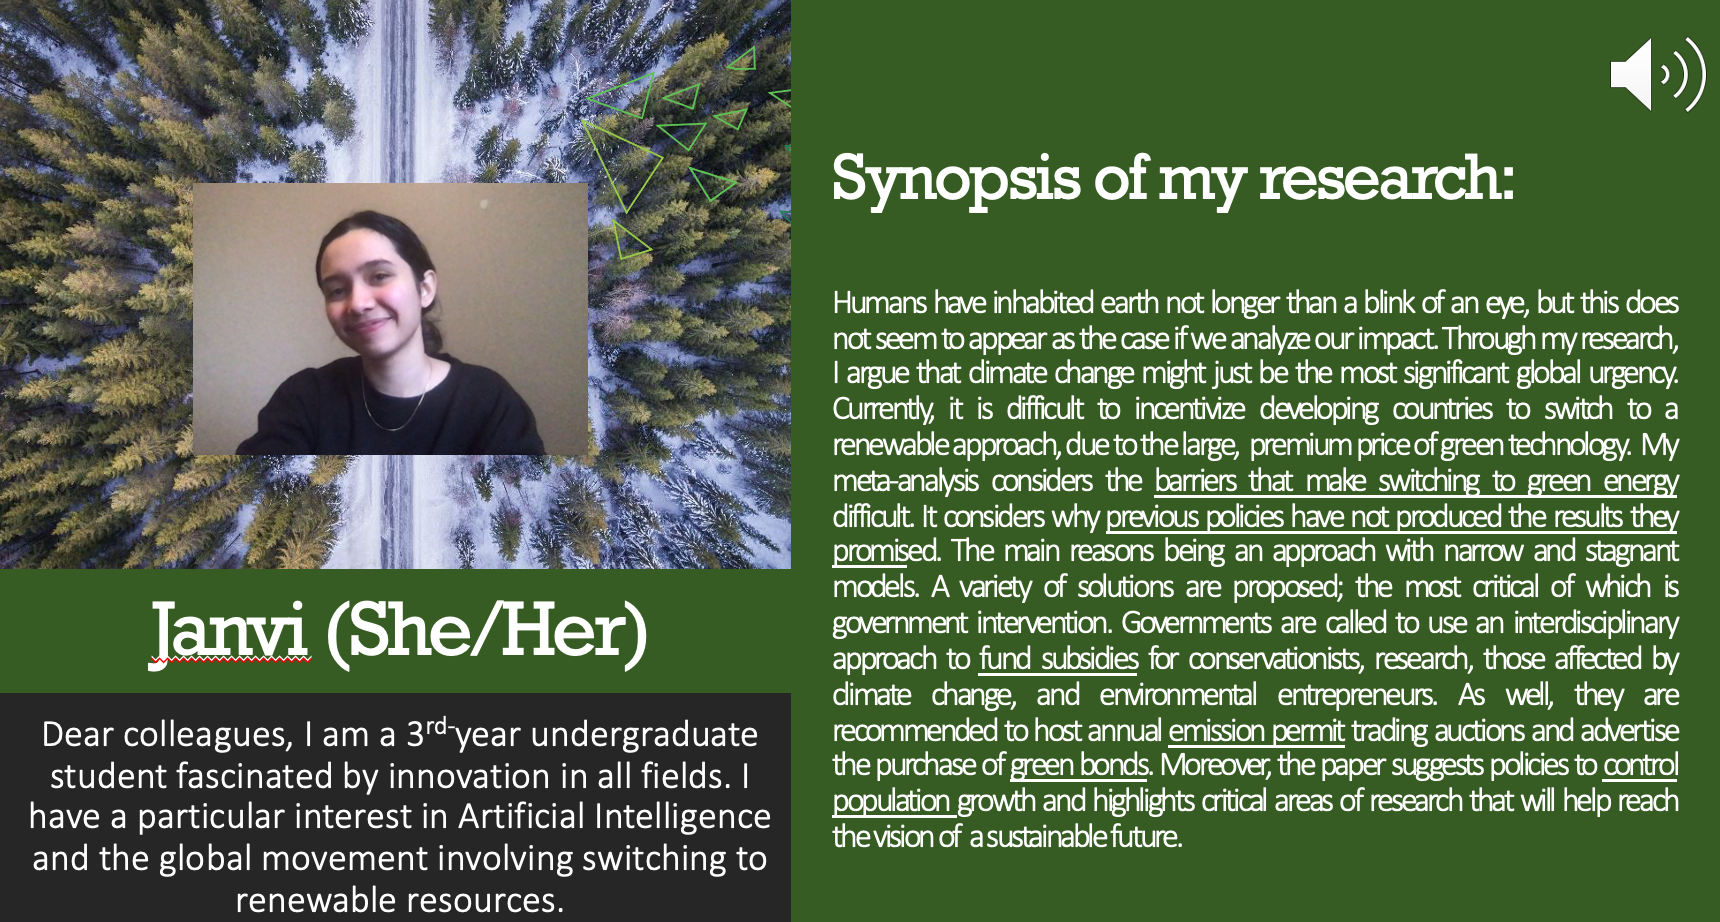 Janvi (She/Her)
Dear colleagues, I am a 3rd-year undergraduate
student fascinated by innovation in all fields. I
have a particular interest in Artificial Intelligence
and the global movement involving switching to
renewable resources.
Synopsis of my research:
Humans have inhabited earth not longer than a blink of an eye, but this does
not seem to appear as the case if we analyze our impact. Through my research,
I argue that climate change might just be the most significant global urgency.
Currently, it is difficult to incentivize developing countries to switch to a
renewable approach, due to the large, premium price of green technology. My
meta-analysis considers the barriers that make switching to green energy
difficult. It considers why previous policies have not produced the results they
promised. The main reasons being an approach with narrow and stagnant
models. A variety of solutions are proposed; the most critical of which is
government intervention. Governments are called to use an interdisciplinary
approach to fund subsidies for conservationists, research, those affected by
climate change, and environmental entrepreneurs. As well, they are
recommended to host annual emission permit trading auctions and advertise
the purchase of green bonds. Moreover, the paper suggests policies to control
population growth and highlights critical areas of research that will help reach
the vision of a sustainable future.